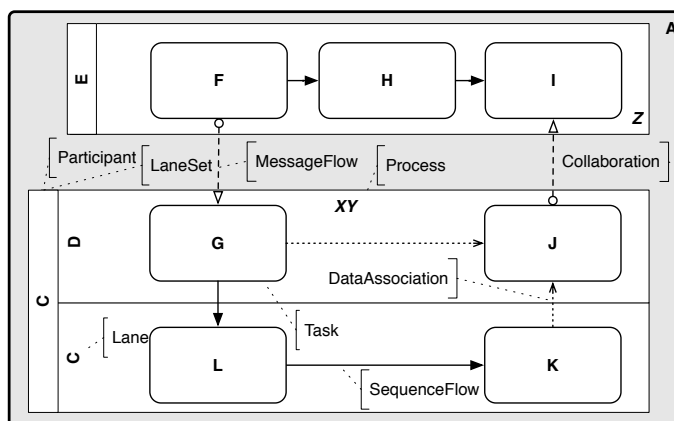 A
E
F
H
I
Z
Participant
LaneSet
MessageFlow
Process
Collaboration
XY
C
D
G
J
DataAssociation
C
Lane
L
Task
K
SequenceFlow